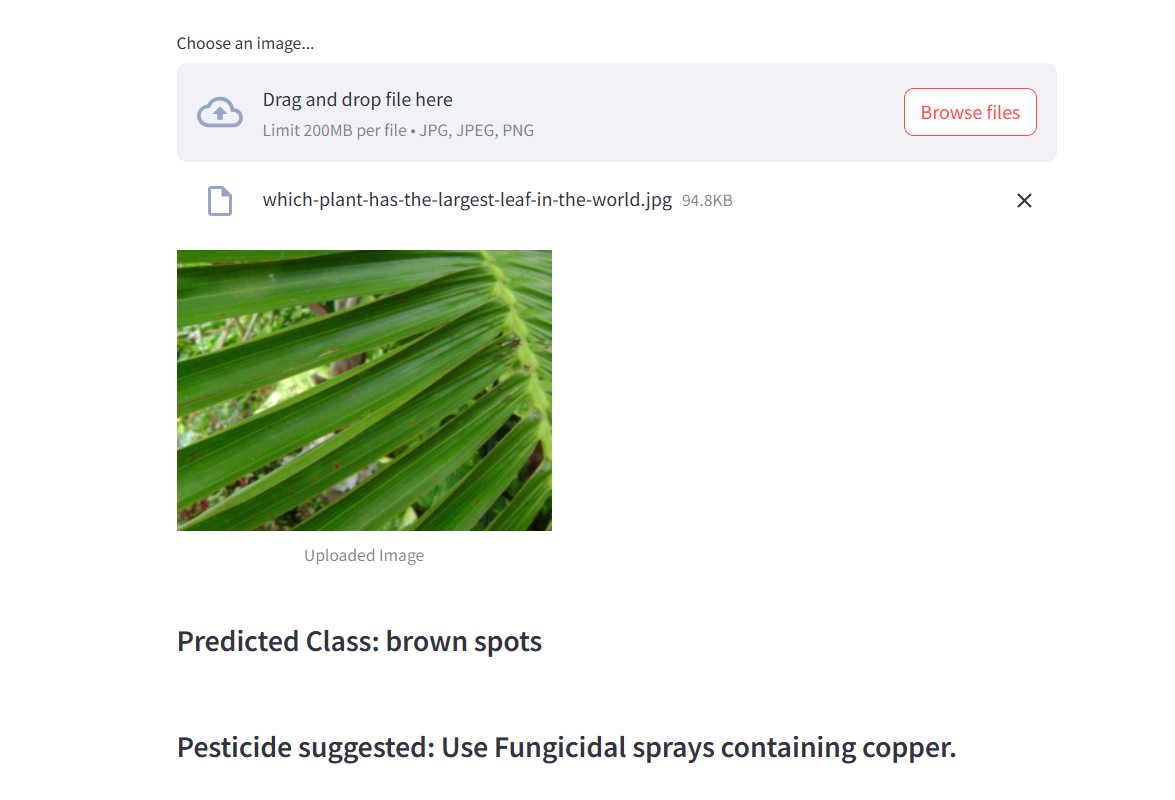 Choose an image...
Drag and drop file here
Limit 200MB per file • JPG, JPEG, PNG
Browse files
which-plant-has-the-largest-leaf-in-the-world.jpg 94.8KB
Uploaded Image
Predicted Class: brown spots
Pesticide suggested: Use Fungicidal sprays containing copper.